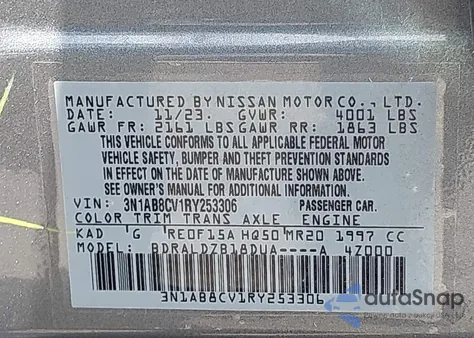 MANUFACTURED BY NISSAN MOTOR CO., LTD.
DATE: 11/23. GVWR: 4001 LBS
GAWR FR: 2161 LBS GAWR RR: 1863 LBS
THIS VEHICLE CONFORMS TO ALL APPLICABLE FEDERAL MOTOR
VEHICLE SAFETY, BUMPER AND THEFT PREVENTION STANDARDS
IN EFFECT ON THE DATE OF MANUFACTURE SHOWN ABOVE.
SEE OWNER'S MANUAL FOR ADDITIONAL INFORMATION.
VIN: 3N1AB8CV1RY253306 PASSENGER CAR.
COLOR TRIM TRANS AXLE ENGINE
KAD G RE0F15A HQ50 MR20 1997 CC
MODEL: BDRALDZB18DUA----A 4Z000
3N1AB8CV1RY253306
autaSnap